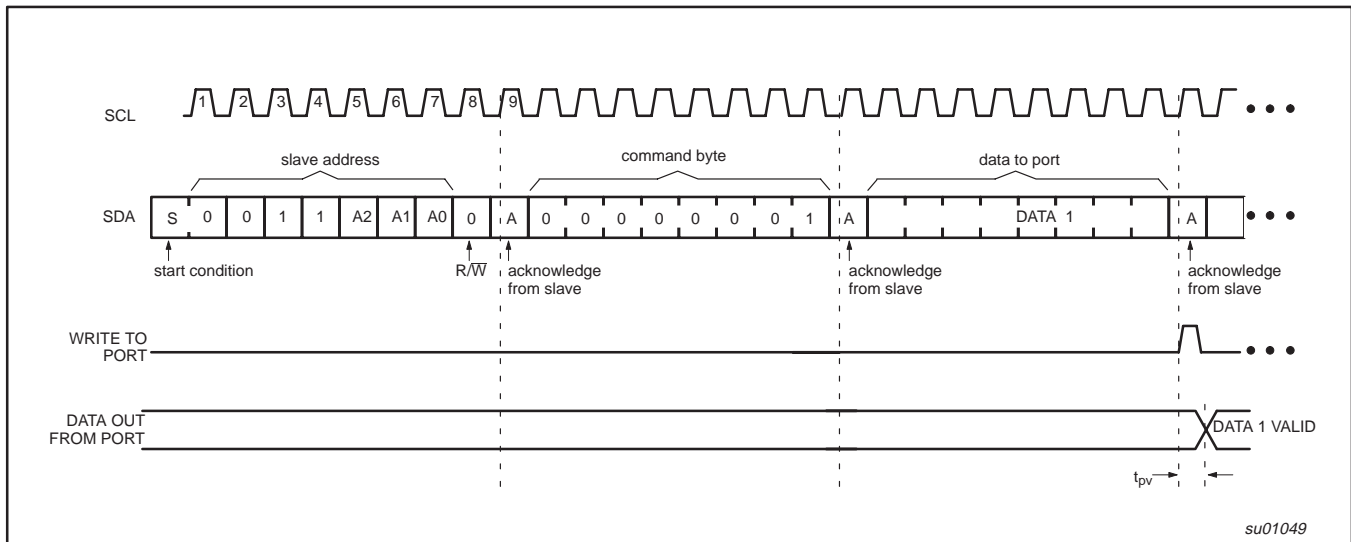 SCL 1 2 3 4 5 6 7 8 9
slave address command byte data to port
SDA S 0 0 1 1 A2 A1 A0 0 A 0 0 0 0 0 0 0 1 A DATA 1 A
start condition R/W̅ acknowledge from slave acknowledge from slave acknowledge from slave
WRITE TO
PORT
DATA OUT
FROM PORT
DATA 1 VALID
tpv
su01049